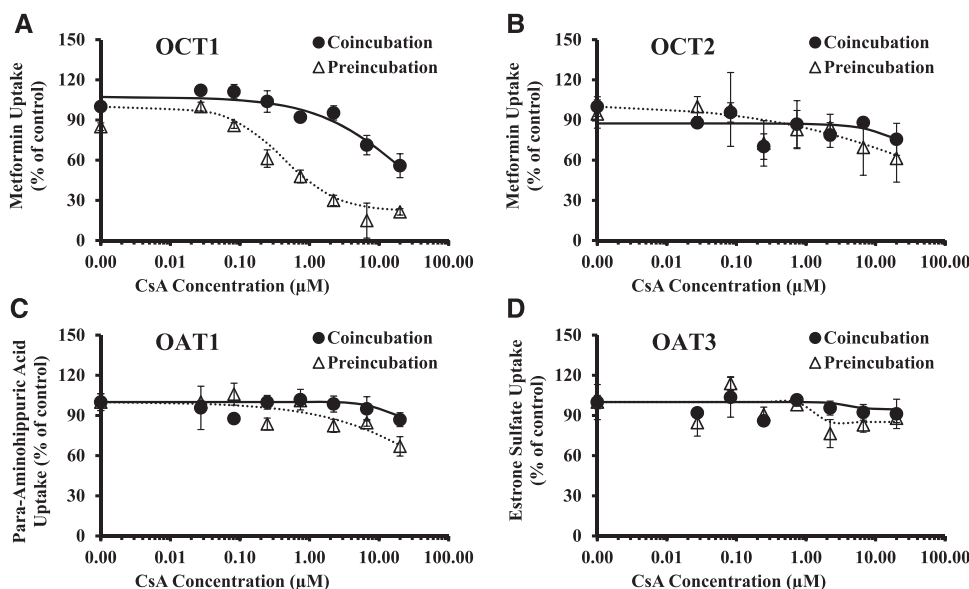 A
OCT1
Coincubation
Preincubation
150
120
90
60
30
0
0.00
0.01
0.10
1.00
10.00
100.00
Metformin Uptake
(% of control)
CsA Concentration (µM)
B
OCT2
Coincubation
Preincubation
150
120
90
60
30
0
0.00
0.01
0.10
1.00
10.00
100.00
Metformin Uptake
(% of control)
CsA Concentration (µM)
C
OAT1
Coincubation
Preincubation
150
120
90
60
30
0
0.00
0.01
0.10
1.00
10.00
100.00
Para-Aminohippuric Acid
Uptake (% of control)
CsA Concentration (µM)
D
OAT3
Coincubation
Preincubation
150
120
90
60
30
0
0.00
0.01
0.10
1.00
10.00
100.00
Estrone Sulfate Uptake
(% of control)
CsA Concentration (µM)